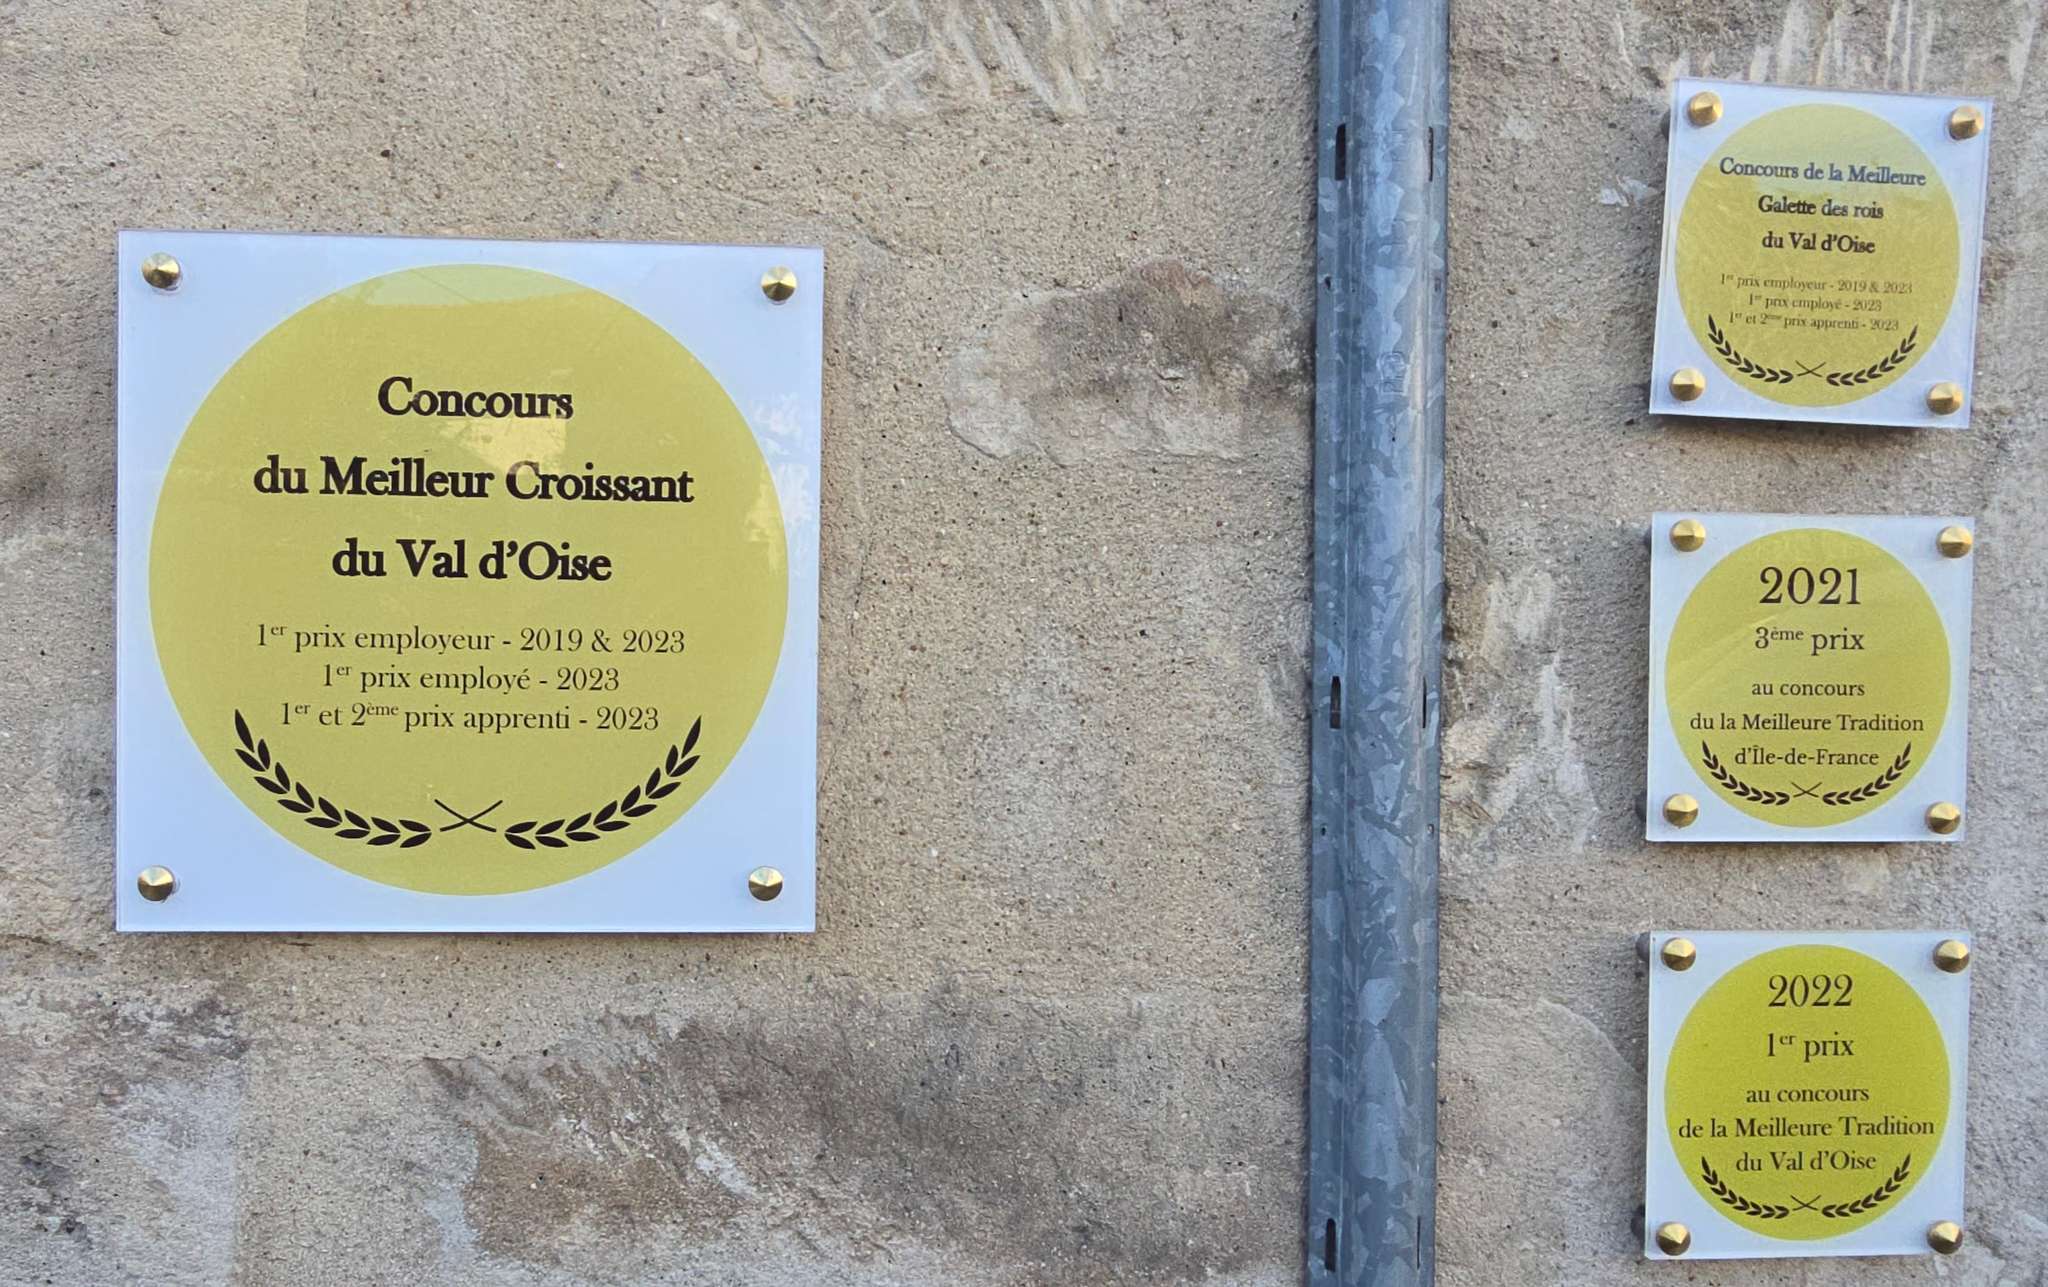 Concours
du Meilleur Croissant
du Val d'Oise
1er prix employeur - 2019 & 2023
1er prix employé - 2023
1er et 2ème prix apprenti - 2023
Concours de la Meilleure
Galette des rois
du Val d'Oise
1er prix employeur - 2019 & 2023
1er prix employé - 2023
1er et 2ème prix apprenti - 2023
2021
3ème prix
au concours
du la Meilleure Tradition
d'Île-de-France
2022
1er prix
au concours
de la Meilleure Tradition
du Val d'Oise